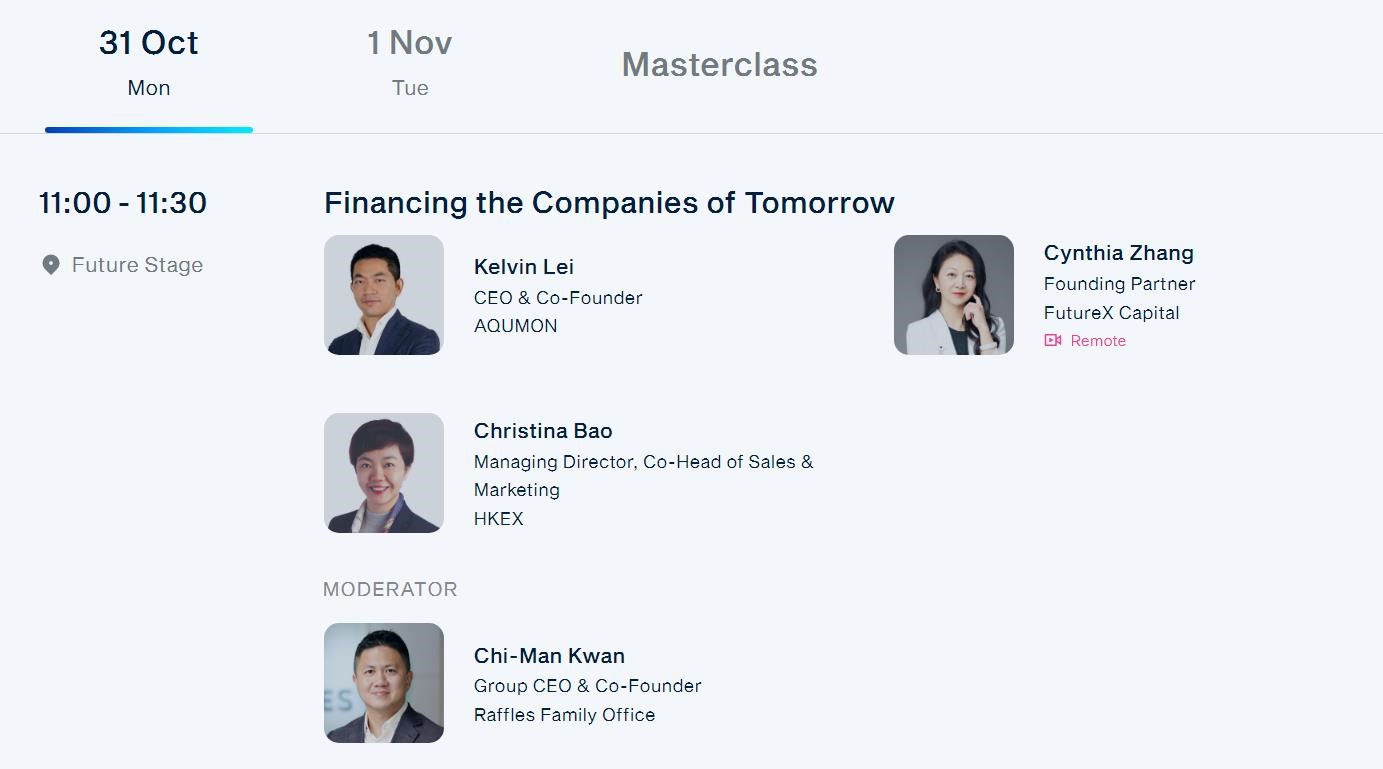 31 Oct
Mon
1 Nov
Tue
Masterclass
11:00 - 11:30
Future Stage
Financing the Companies of Tomorrow
Kelvin Lei
CEO & Co-Founder
AQUMON
Cynthia Zhang
Founding Partner
FutureX Capital
Remote
Christina Bao
Managing Director, Co-Head of Sales &
Marketing
HKEX
MODERATOR
ES
Chi-Man Kwan
Group CEO & Co-Founder
Raffles Family Office